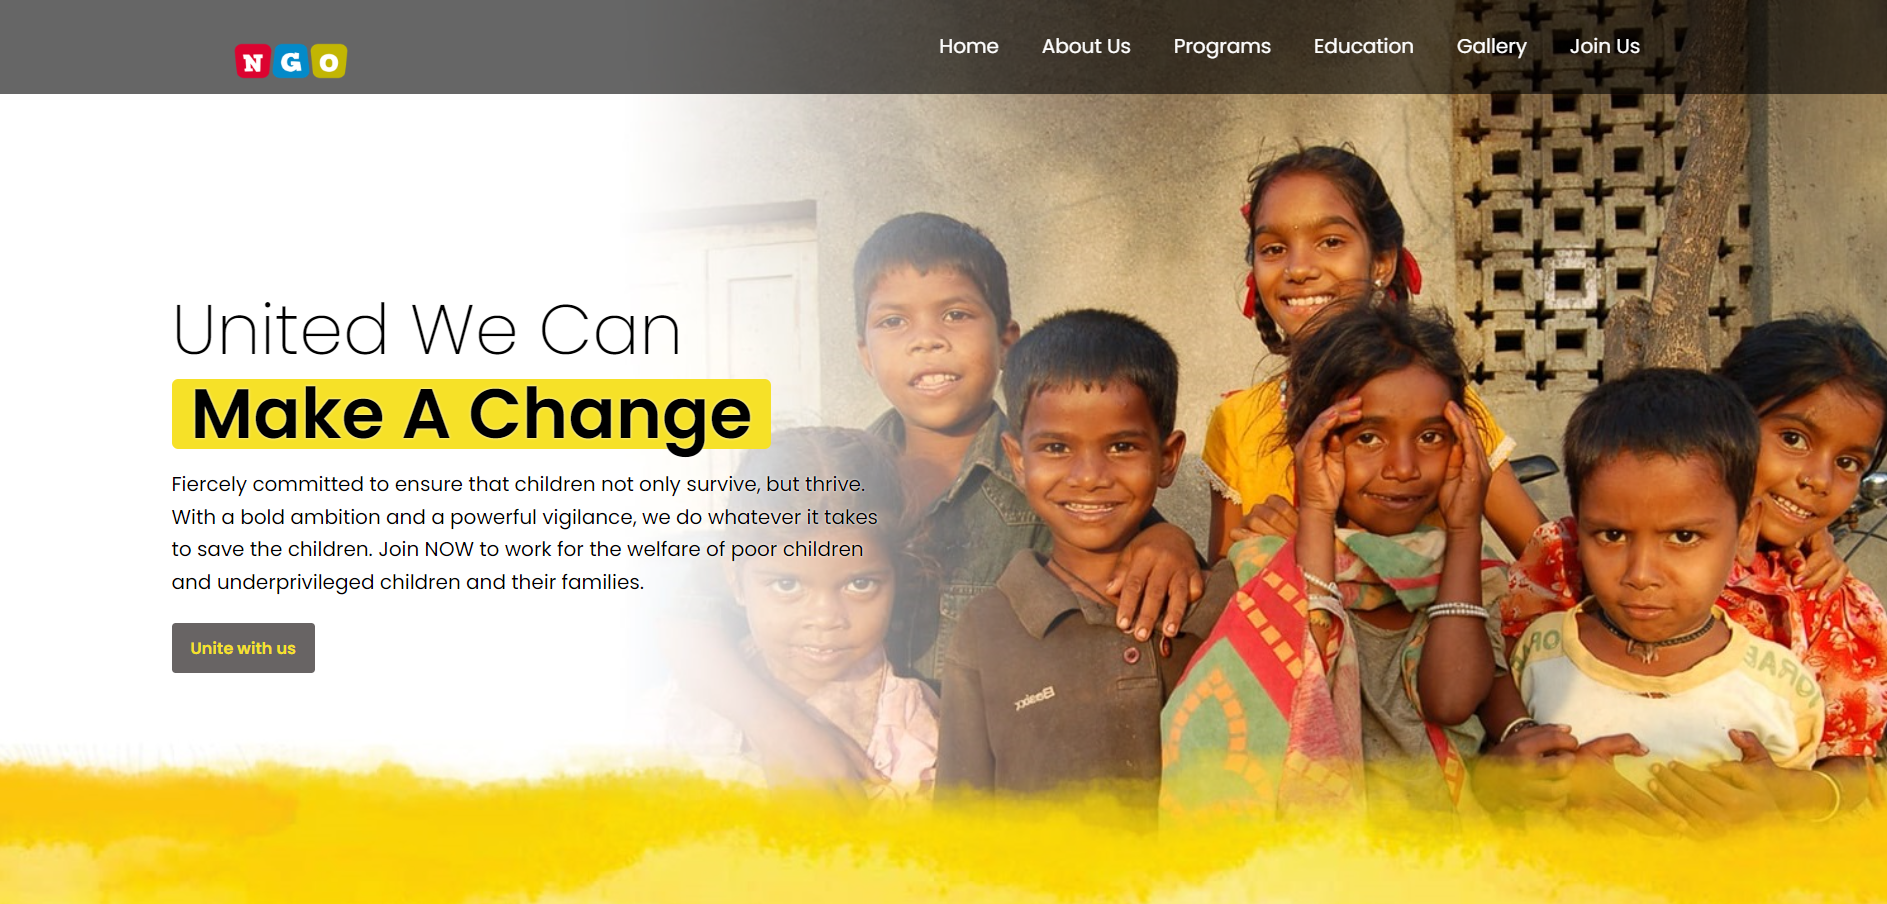 NGO
Home About Us Programs Education Gallery Join Us
United We Can
Make A Change
Fiercely committed to ensure that children not only survive, but thrive.
With a bold ambition and a powerful vigilance, we do whatever it takes
to save the children. Join NOW to work for the welfare of poor children
and underprivileged children and their families.
Unite with us